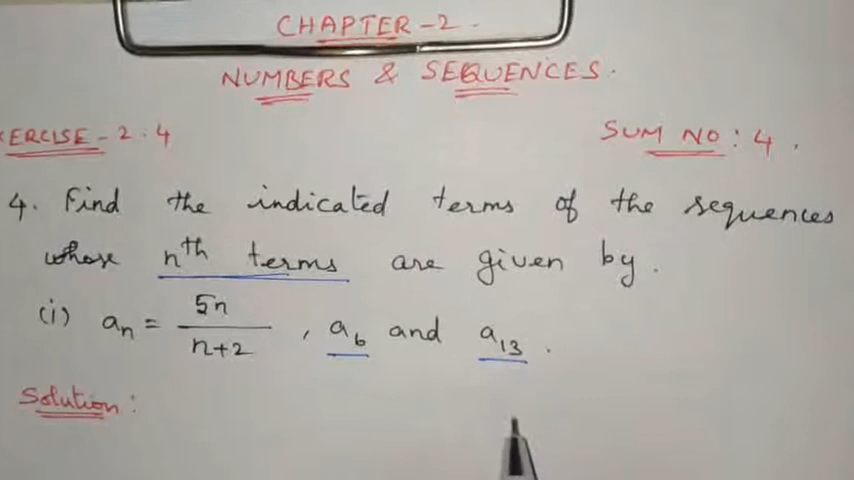 CHAPTER-2.
NUMBERS & SEQUENCES.
XERCISE-2.4
SUM NO: 4.
4. Find the indicated terms of the sequences
whose nth terms are given by.
(i) an = 5n / n+2 , a6 and a13.
Solution: